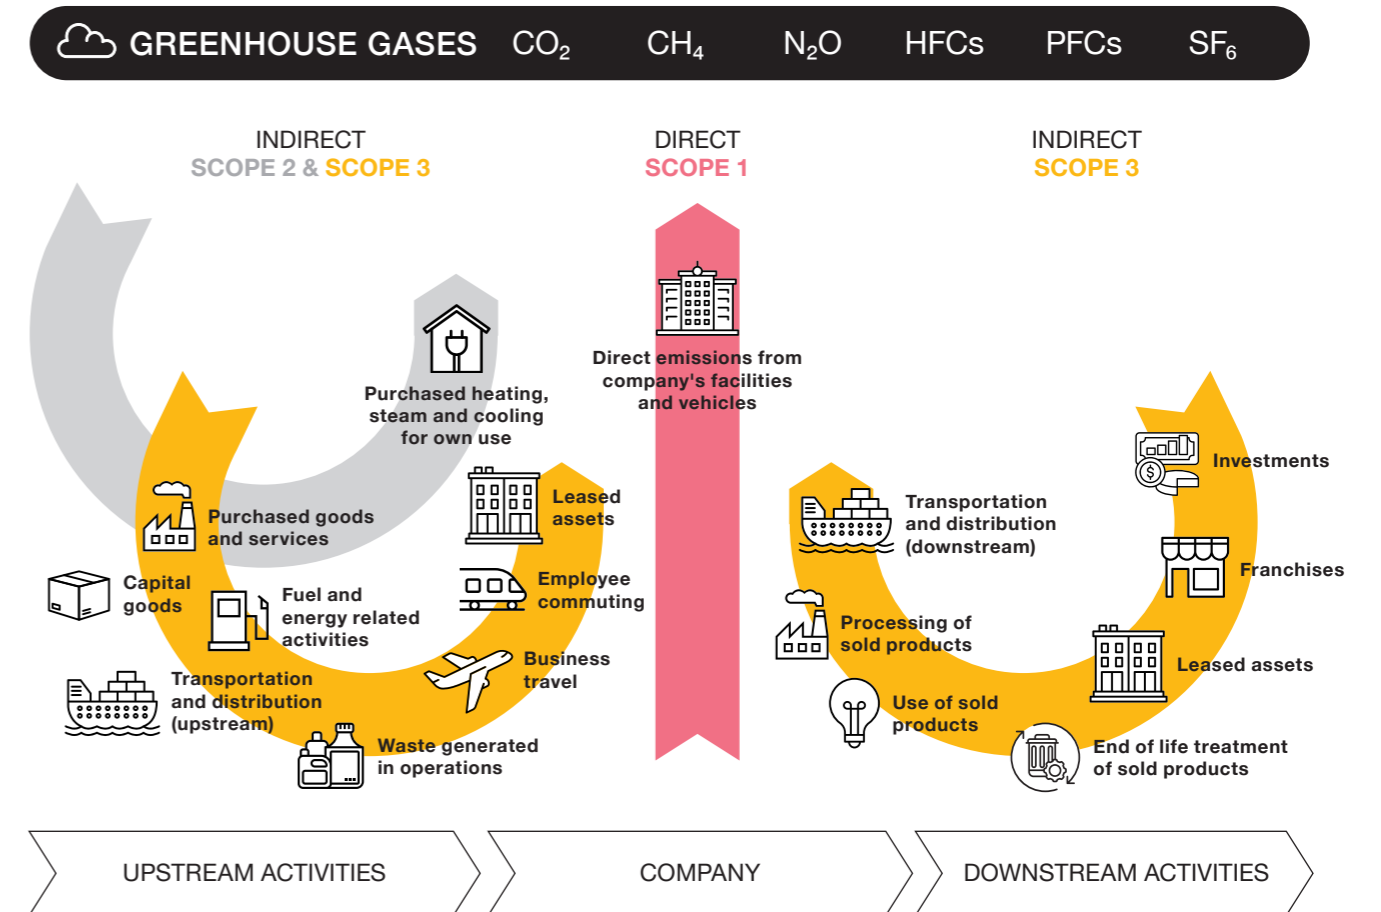 GREENHOUSE GASES CO₂ CH₄ N₂O HFCs PFCs SF₆
INDIRECT
SCOPE 2 & SCOPE 3
DIRECT
SCOPE 1
INDIRECT
SCOPE 3
Purchased heating,
steam and cooling
for own use
Purchased goods
and services
Capital
goods
Fuel and
energy related
activities
Transportation
and distribution
(upstream)
Waste generated
in operations
Business
travel
Employee
commuting
Leased
assets
Direct emissions from
company's facilities
and vehicles
Transportation
and distribution
(downstream)
Processing of
sold products
Use of sold
products
End of life treatment
of sold products
Leased assets
Franchises
Investments
UPSTREAM ACTIVITIES
COMPANY
DOWNSTREAM ACTIVITIES